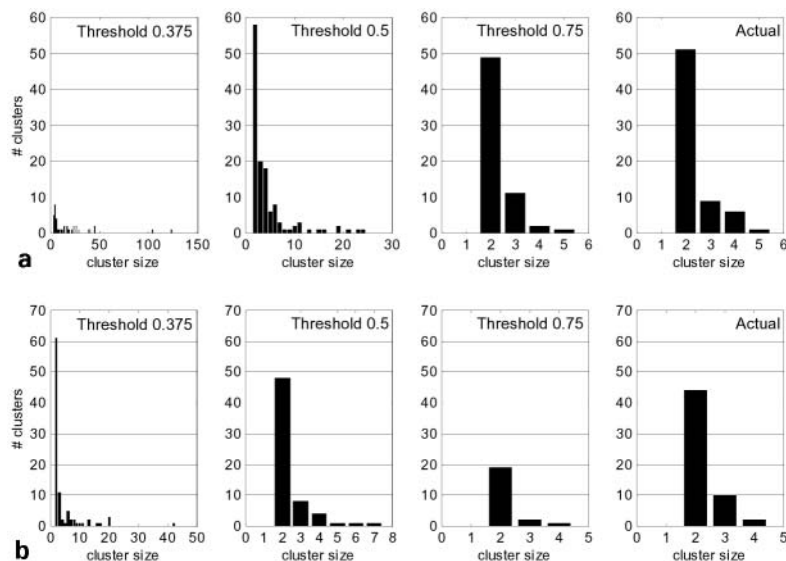 60 Threshold 0.375
50
40
30
20
10
0
0 50 100 150
# clusters
cluster size
60 Threshold 0.5
50
40
30
20
10
0
0 10 20 30
cluster size
60 Threshold 0.75
50
40
30
20
10
0
0 1 2 3 4 5 6
cluster size
60 Actual
50
40
30
20
10
0
0 1 2 3 4 5 6
cluster size
a
70 Threshold 0.375
60
50
40
30
20
10
0
0 10 20 30 40 50
# clusters
cluster size
70 Threshold 0.5
60
50
40
30
20
10
0
0 1 2 3 4 5 6 7 8
cluster size
70 Threshold 0.75
60
50
40
30
20
10
0
0 1 2 3 4 5
cluster size
70 Actual
60
50
40
30
20
10
0
0 1 2 3 4 5
cluster size
b